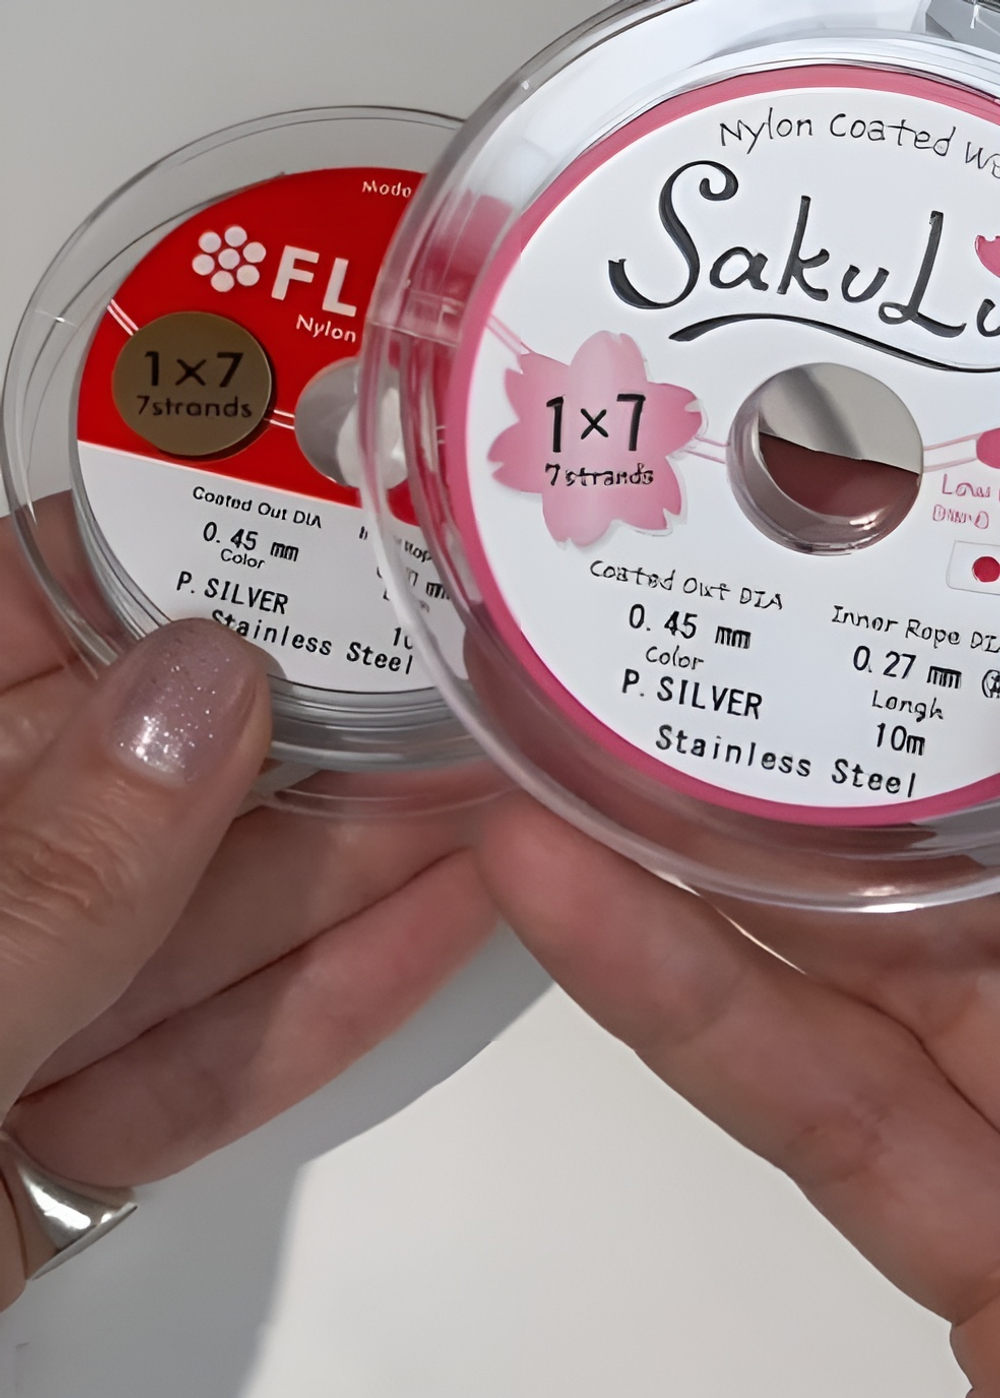 Mode
FL
Nylon
1×7
7strands
Coated Out DIA
0.45 mm
Color
P.SILVER
Stainless Steel
Nylon Coated
SakuLi
1×7
7strands
Coated Out DIA
0.45 mm
Color
P.SILVER
Stainless Steel
Inner Rope DIA
0.27 mm
Longh
10m
Low